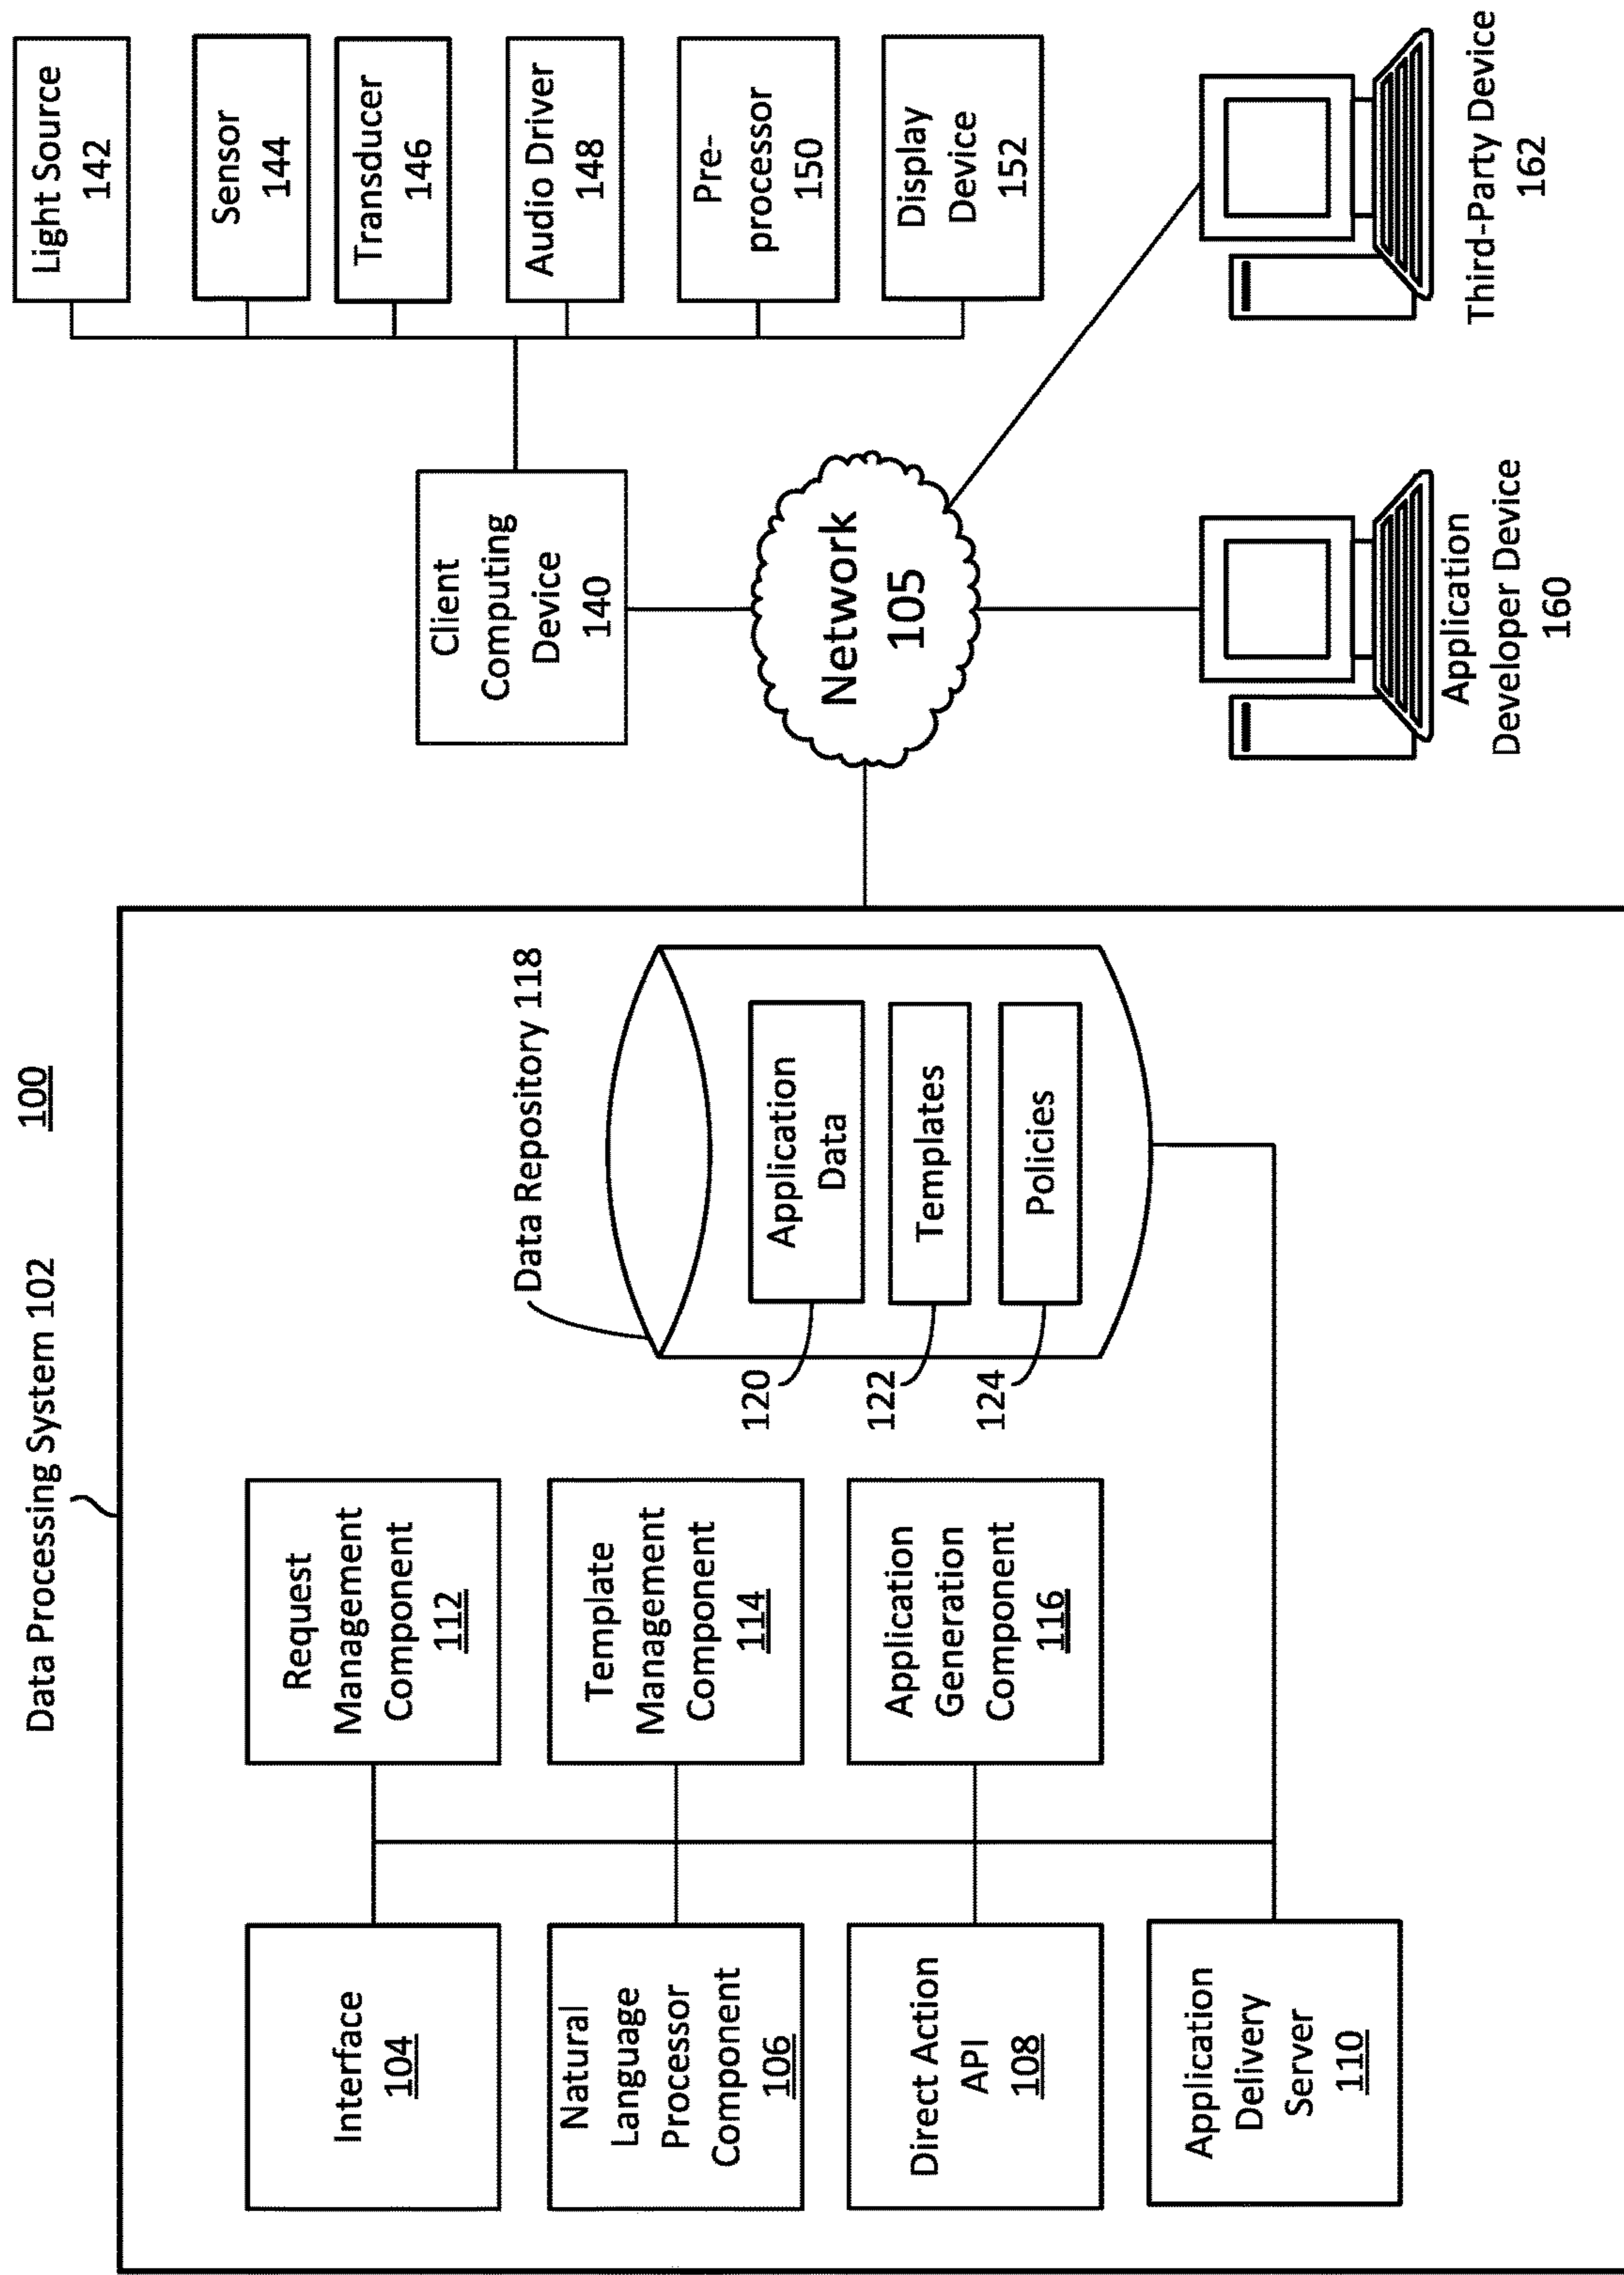 100
Data Processing System 102
Interface
104
Natural
Language
Processor
Component
106
Direct Action
API
108
Application
Delivery
Server
110
Request
Management
Component
112
Template
Management
Component
114
Application
Generation
Component
116
Data Repository 118
120
Application
Data
122
Templates
124
Policies
Network
105
Client
Computing
Device
140
Light Source
142
Sensor
144
Transducer
146
Audio Driver
148
Pre-
processor
150
Display
Device
152
Application
Developer Device
160
Third-Party Device
162